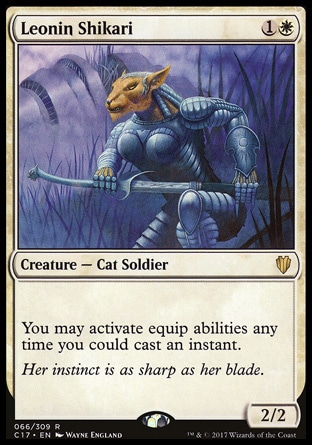 Leonin Shikari 1
Creature — Cat Soldier
You may activate equip abilities any
time you could cast an instant.
Her instinct is as sharp as her blade.
2/2
066/309 R
C17 • EN Wayne England ™ & © 2017 Wizards of the Coast